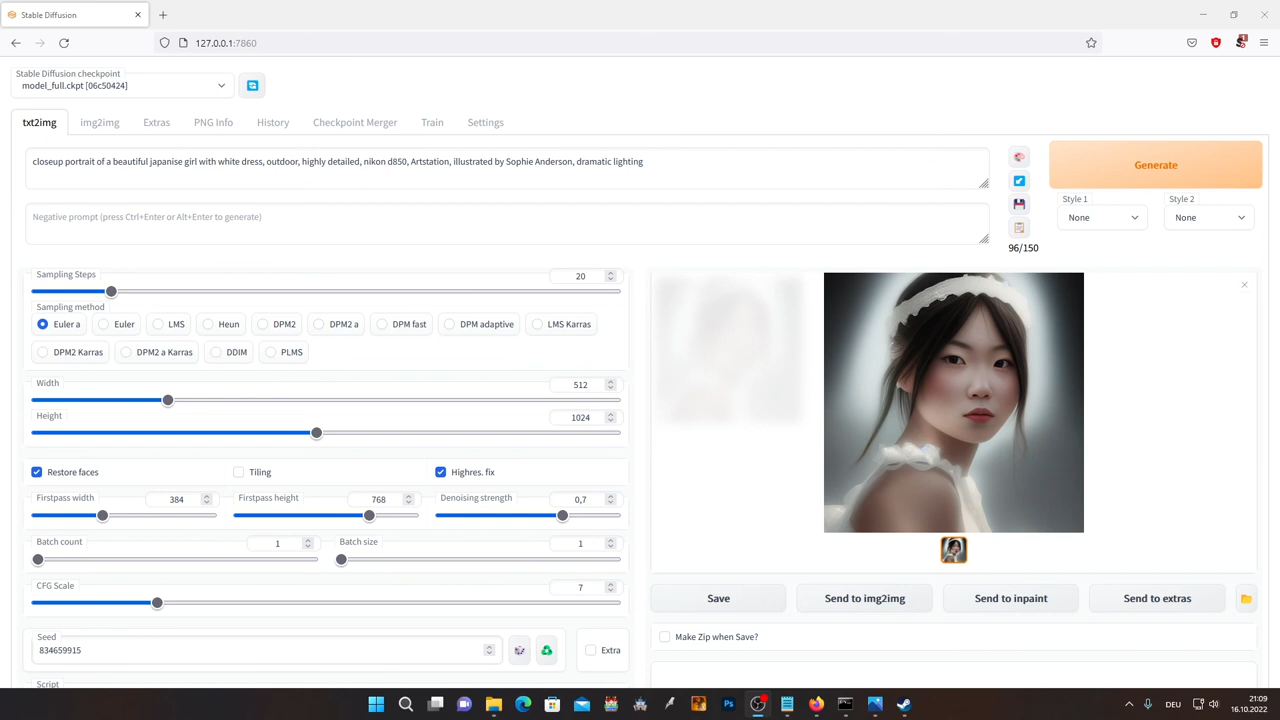 Stable Diffusion
127.0.0.1:7860
Stable Diffusion checkpoint
model_full.ckpt [06c50424]
txt2img img2img Extras PNG Info History Checkpoint Merger Train Settings
closeup portrait of a beautiful japanise girl with white dress, outdoor, highly detailed, nikon d850, Artstation, illustrated by Sophie Anderson, dramatic lighting
Generate
Style 1 Style 2
None None
Negative prompt (press Ctrl+Enter or Alt+Enter to generate)
96/150
Sampling Steps 20
Sampling method
Euler a Euler LMS Heun DPM2 DPM2 a DPM fast DPM adaptive LMS Karras
DPM2 Karras DPM2 a Karras DDIM PLMS
Width 512
Height 1024
Restore faces Tiling Highres. fix
Firstpass width 384 Firstpass height 768 Denoising strength 0,7
Batch count 1 Batch size 1
CFG Scale 7
Save Send to img2img Send to inpaint Send to extras
Make Zip when Save?
Seed
834659915
Extra
Script
DEU
21:09
16.10.2022